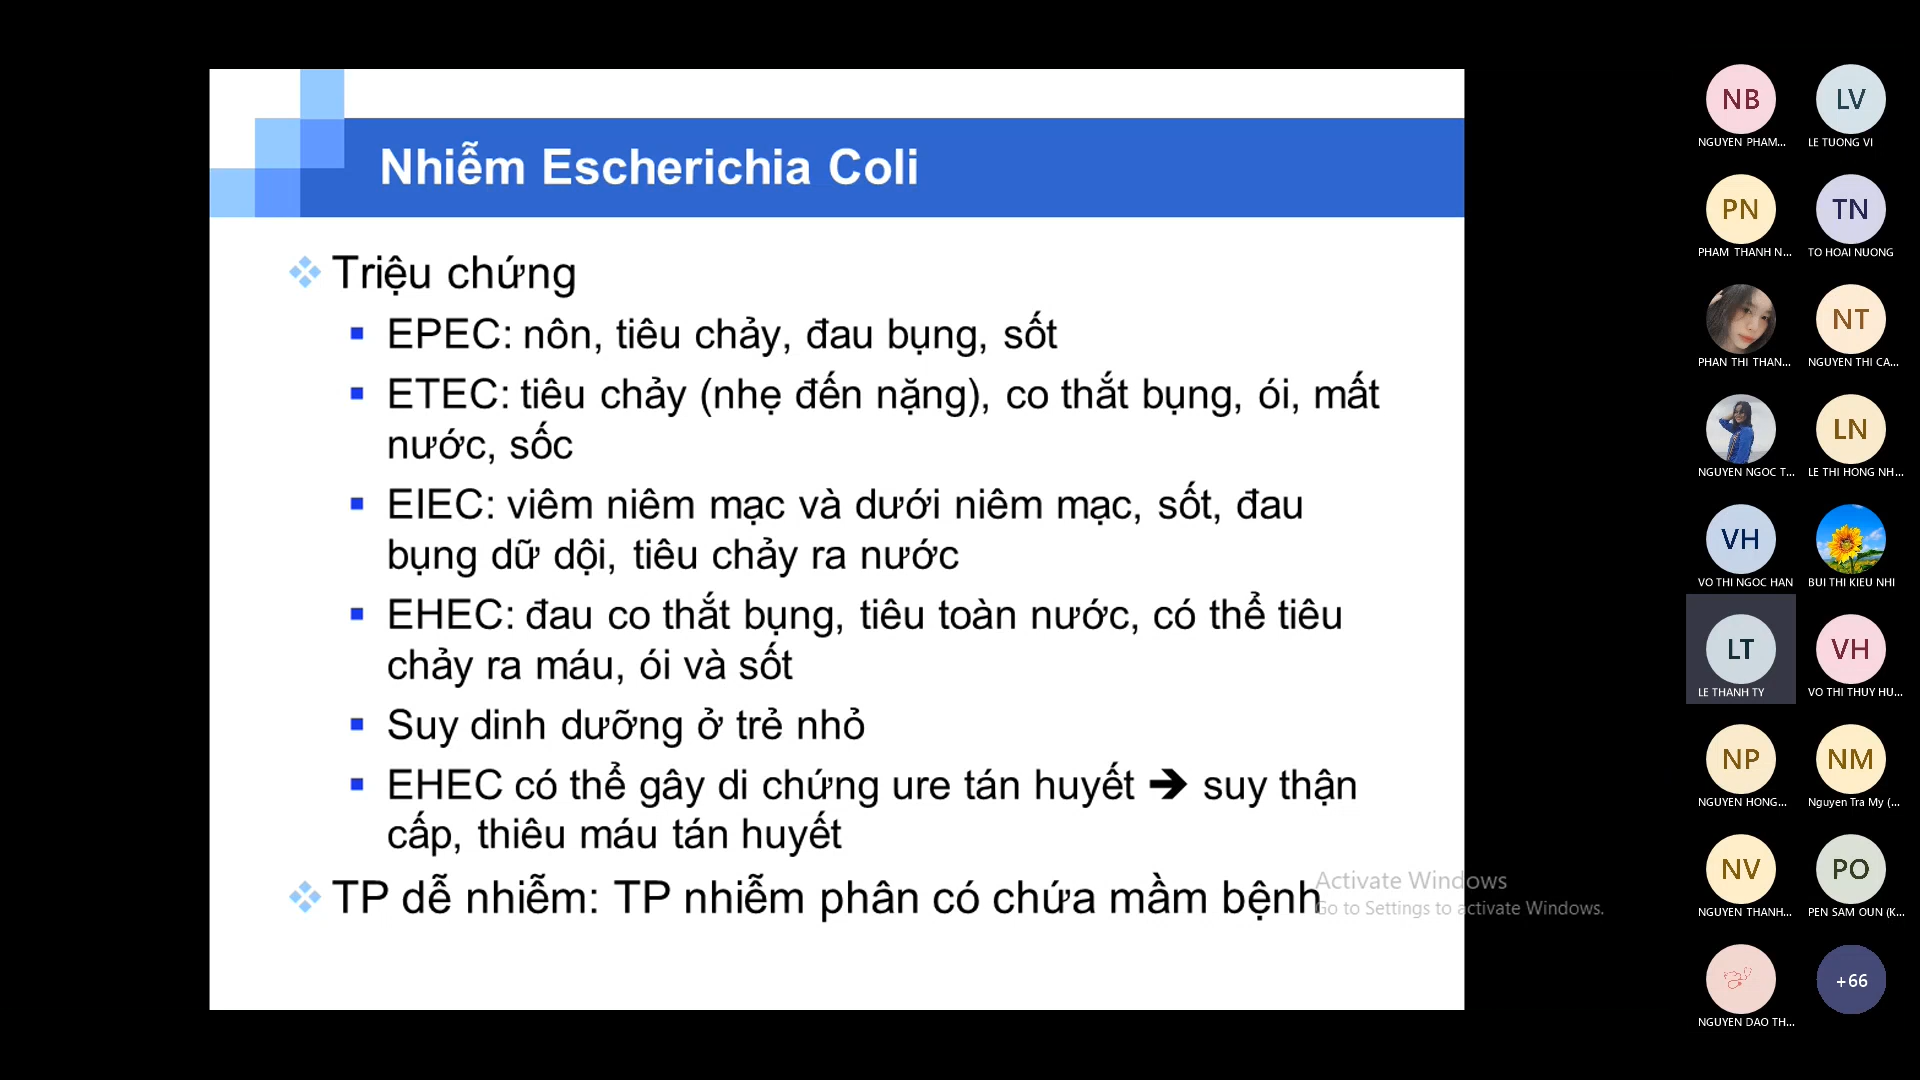 Nhiễm Escherichia Coli
Triệu chứng
EPEC: nôn, tiêu chảy, đau bụng, sốt
ETEC: tiêu chảy (nhẹ đến nặng), co thắt bụng, ói, mất
nước, sốc
EIEC: viêm niêm mạc và dưới niêm mạc, sốt, đau
bụng dữ dội, tiêu chảy ra nước
EHEC: đau co thắt bụng, tiêu toàn nước, có thể tiêu
chảy ra máu, ói và sốt
Suy dinh dưỡng ở trẻ nhỏ
EHEC có thể gây di chứng ure tán huyết ➔ suy thận
cấp, thiêu máu tán huyết
TP dễ nhiễm: TP nhiễm phân có chứa mầm bệnh
Activate Windows
Go to Settings to activate Windows.
NB LV
NGUYEN PHAM... LE TUONG VI
PN TN
PHAM THANH N... TO HOAI NUONG
NT
PHAN THI THAN... NGUYEN THI CA...
LN
NGUYEN NGOC T... LE THI HONG NH...
VH
VO THI NGOC HAN BUI THI KIEU NHI
LT VH
LE THANH TY VO THI THUY HU...
NP NM
NGUYEN HONG... Nguyen Tra My (...
NV PO
NGUYEN THANH... PEN SAM OUN (K...
+66
NGUYEN DAO TH...